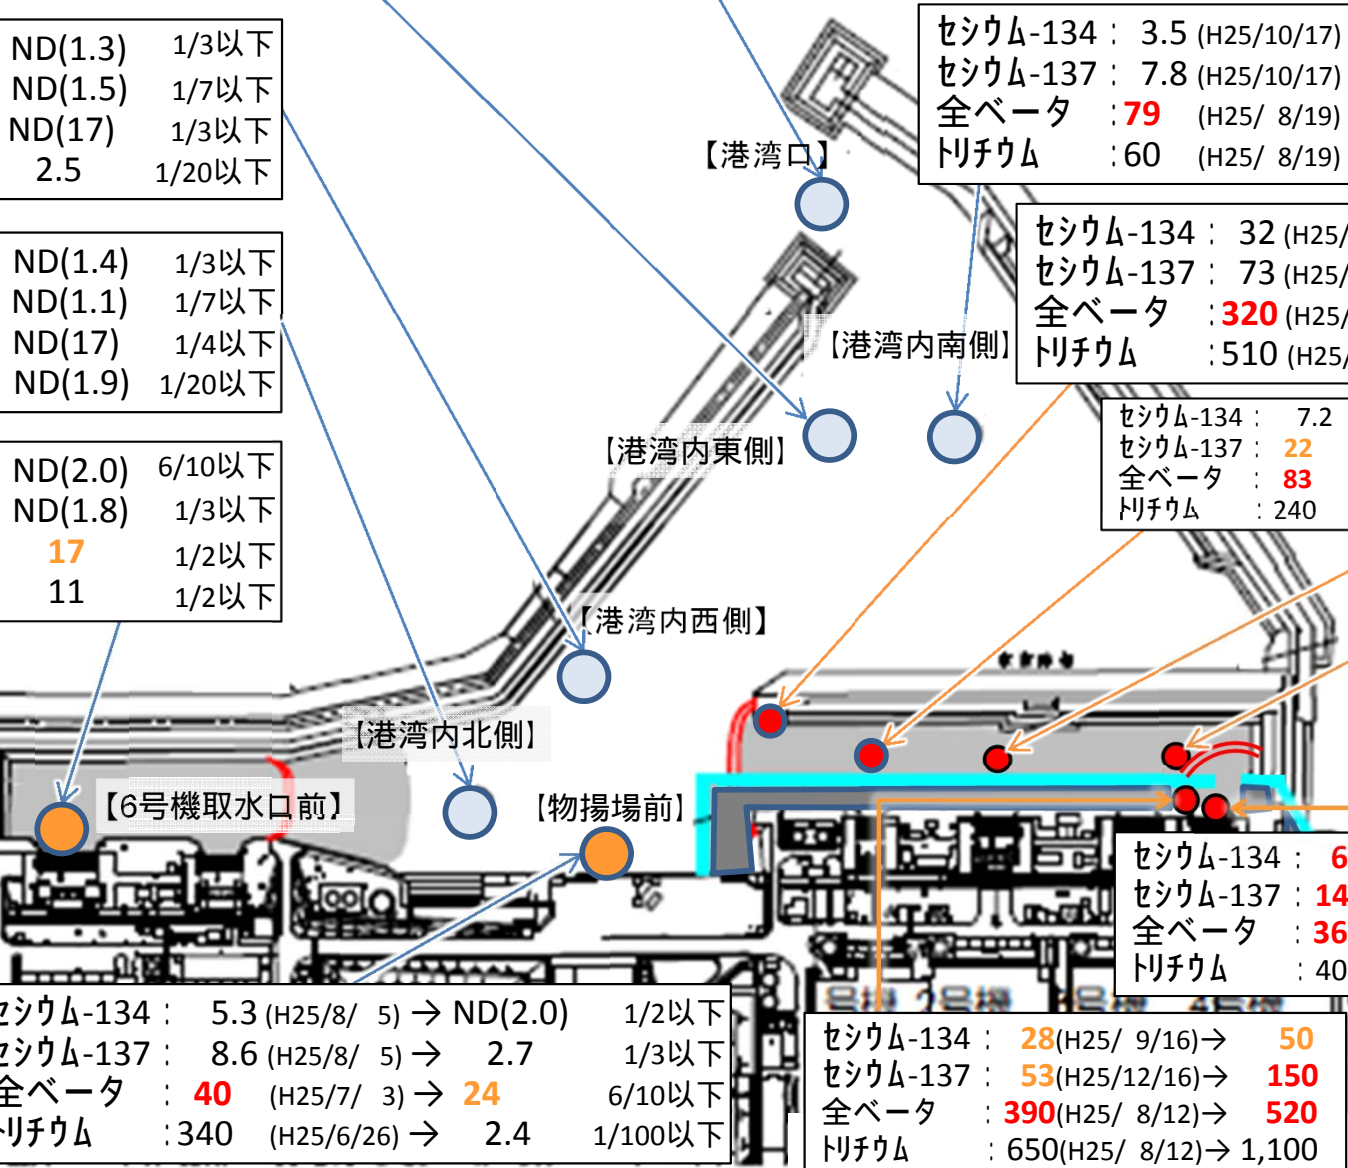 ND(1.3) 1/3以下
ND(1.5) 1/7以下
ND(17) 1/3以下
2.5 1/20以下
セシウム-134 : 3.5 (H25/10/17)
セシウム-137 : 7.8 (H25/10/17)
全ベータ :79 (H25/ 8/19)
トリチウム :60 (H25/ 8/19)
【港湾口】
ND(1.4) 1/3以下
ND(1.1) 1/7以下
ND(17) 1/4以下
ND(1.9) 1/20以下
セシウム-134 : 32 (H25/
セシウム-137 : 73 (H25/
全ベータ :320 (H25/
トリチウム :510 (H25/
【港湾内南側】
【港湾内東側】
セシウム-134 : 7.2
セシウム-137 : 22
全ベータ : 83
トリチウム : 240
ND(2.0) 6/10以下
ND(1.8) 1/3以下
17 1/2以下
11 1/2以下
【港湾内西側】
【港湾内北側】
【6号機取水口前】
【物揚場前】
セシウム-134 : 6
セシウム-137 : 14
全ベータ : 36
トリチウム : 40
1号機 2号機 3号機 4号機
セシウム-134 : 5.3 (H25/8/ 5) → ND(2.0) 1/2以下
セシウム-137 : 8.6 (H25/8/ 5) → 2.7 1/3以下
全ベータ : 40 (H25/7/ 3) → 24 6/10以下
トリチウム :340 (H25/6/26) → 2.4 1/100以下
セシウム-134 : 28(H25/ 9/16)→ 50
セシウム-137 : 53(H25/12/16)→ 150
全ベータ : 390(H25/ 8/12)→ 520
トリチウム : 650(H25/ 8/12)→ 1,100